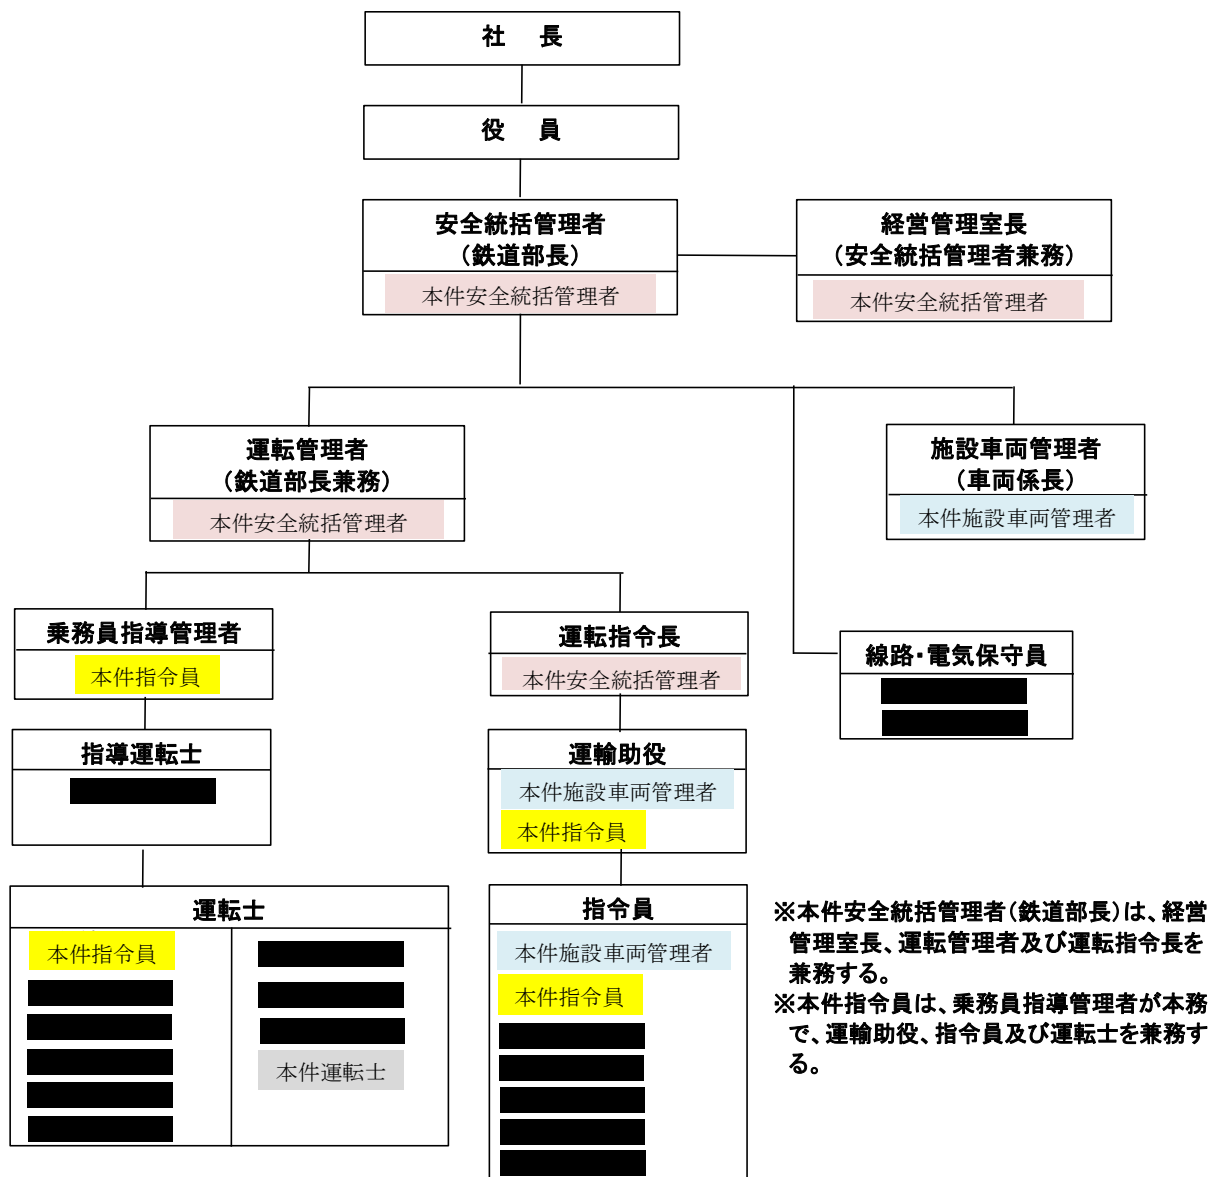 社　長
役　員
安全統括管理者
（鉄道部長）
本件安全統括管理者
経営管理室長
（安全統括管理者兼務）
本件安全統括管理者
運転管理者
（鉄道部長兼務）
本件安全統括管理者
施設車両管理者
（車両係長）
本件施設車両管理者
乗務員指導管理者
本件指令員
運転指令長
本件安全統括管理者
線路・電気保守員
指導運転士
運輸助役
本件施設車両管理者
本件指令員
運転士
本件指令員
本件運転士
指令員
本件施設車両管理者
本件指令員
※本件安全統括管理者（鉄道部長）は、経営
管理室長、運転管理者及び運転指令長を
兼務する。
※本件指令員は、乗務員指導管理者が本務
で、運輸助役、指令員及び運転士を兼務す
る。